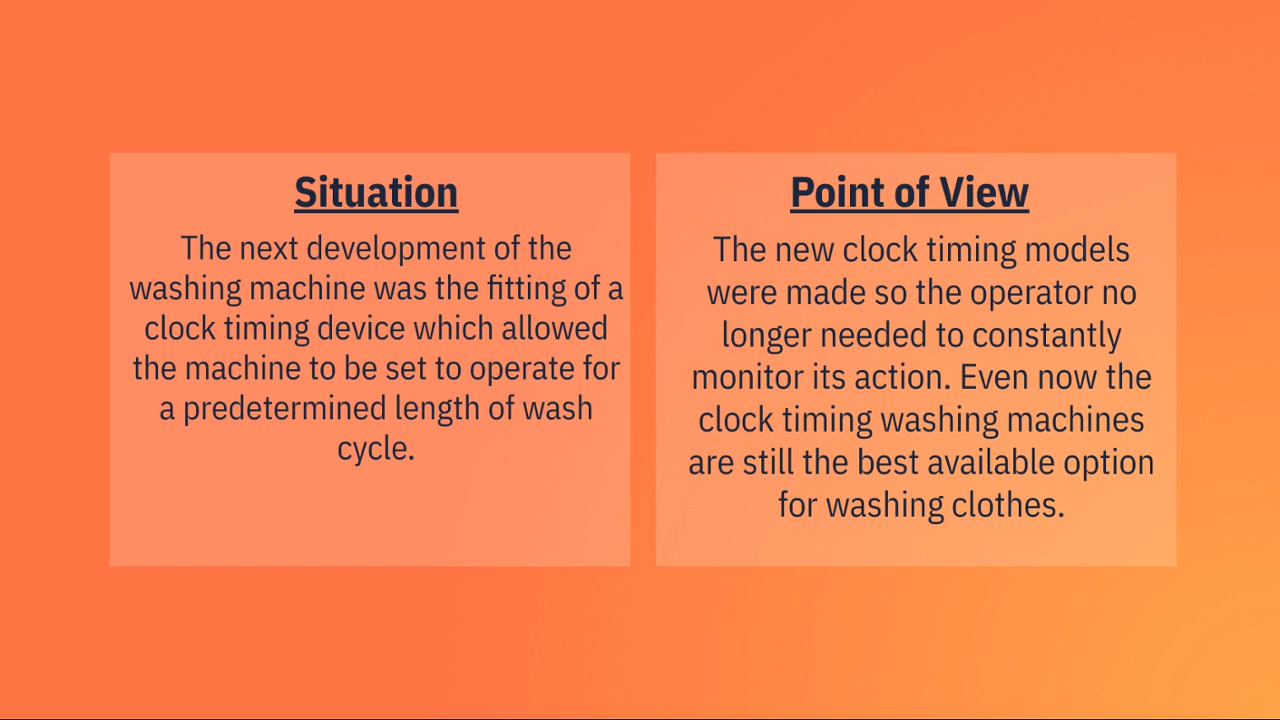 Situation
The next development of the
washing machine was the fitting of a
clock timing device which allowed
the machine to be set to operate for
a predetermined length of wash
cycle.
Point of View
The new clock timing models
were made so the operator no
longer needed to constantly
monitor its action. Even now the
clock timing washing machines
are still the best available option
for washing clothes.